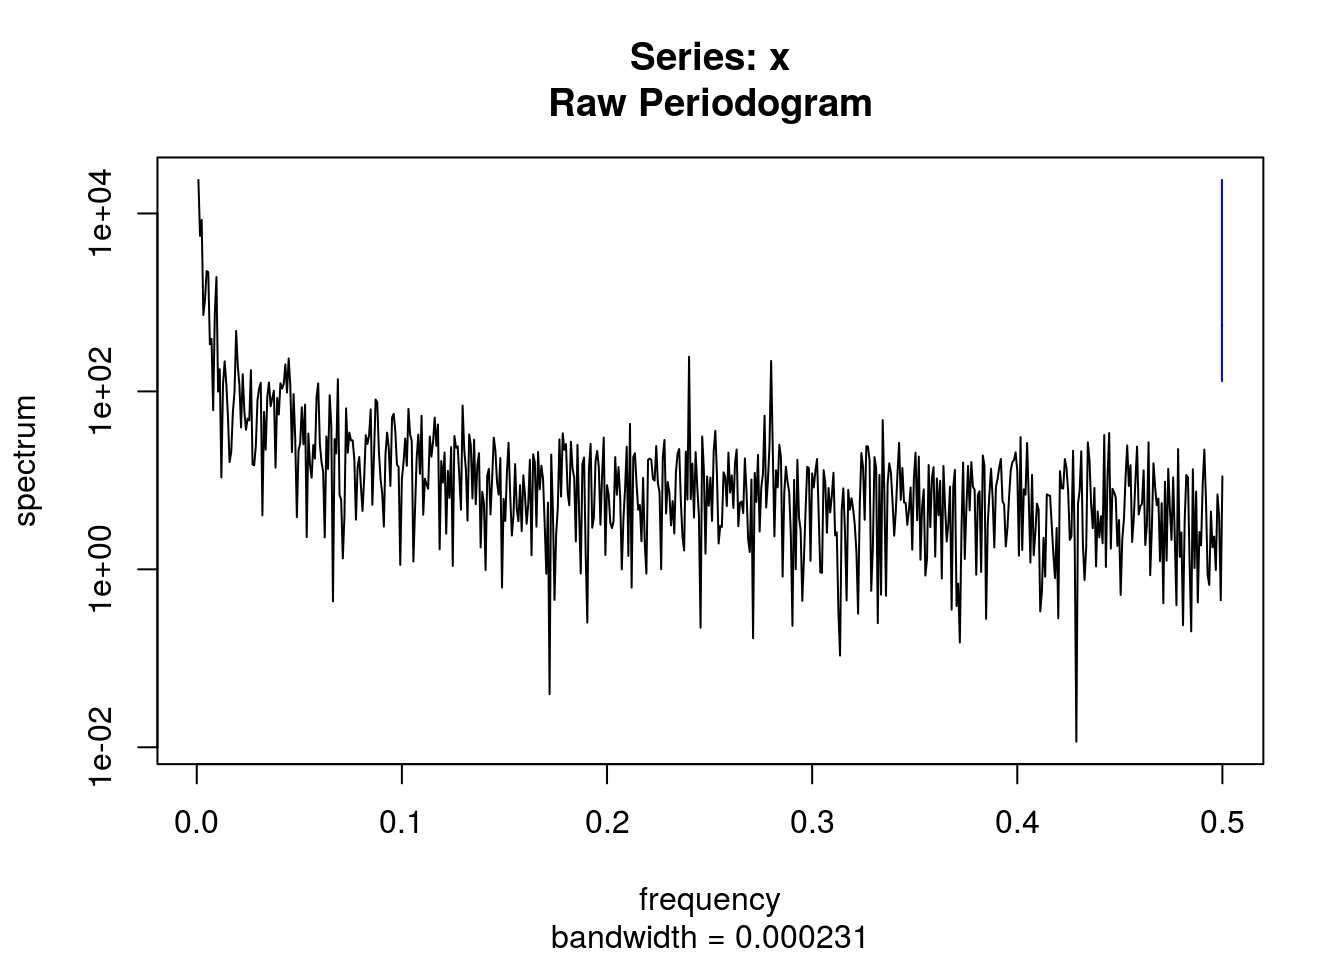 Series: x
Raw Periodogram
spectrum
1e+04
1e+02
1e+00
1e-02
0.0
0.1
0.2
0.3
0.4
0.5
frequency
bandwidth = 0.000231